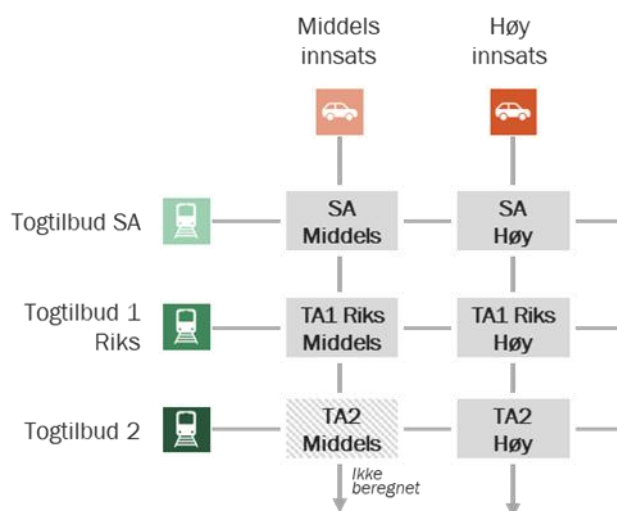 Middels
innsats
Høy
innsats
Togtilbud SA
SA
Middels
SA
Høy
Togtilbud 1
Riks
TA1 Riks
Middels
TA1 Riks
Høy
Togtilbud 2
TA2
Middels
TA2
Høy
Ikke
beregnet